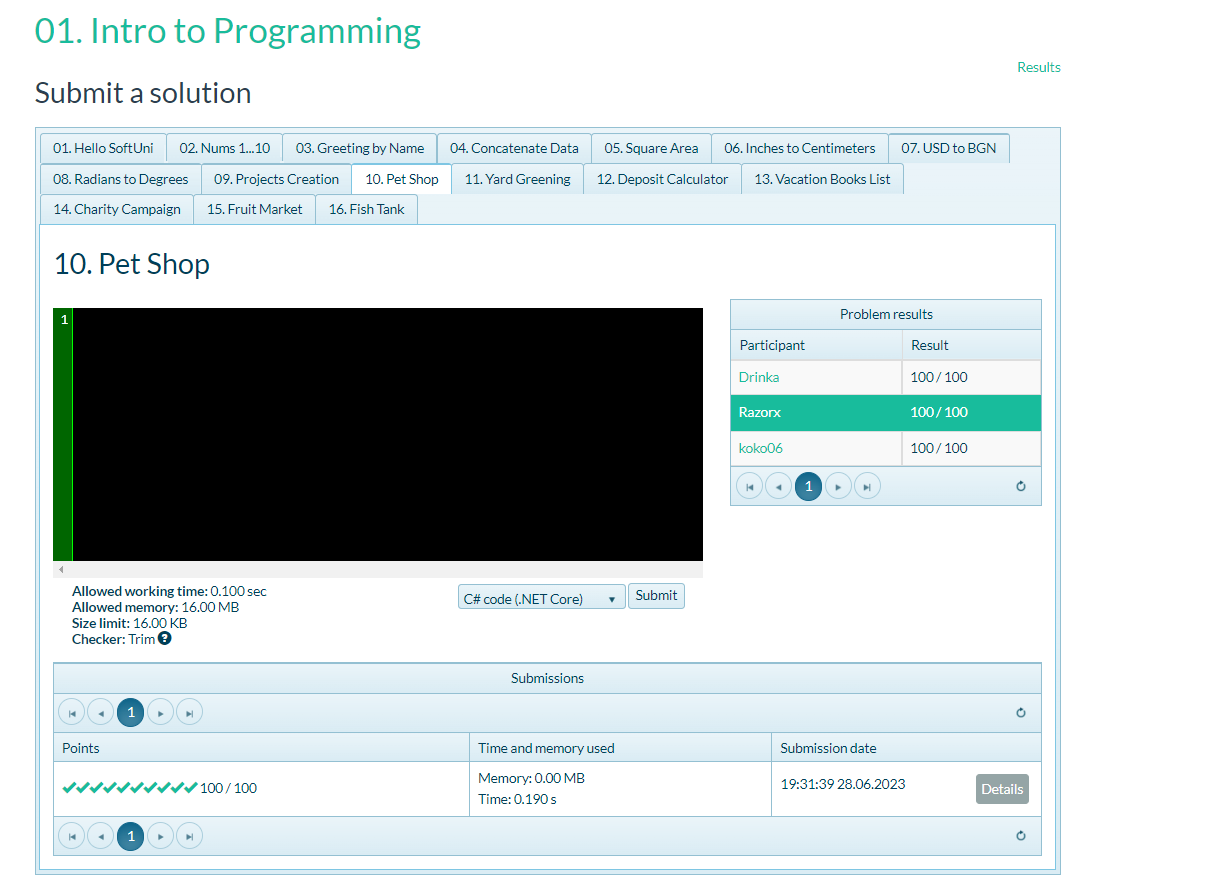 01. Intro to Programming
Results
Submit a solution
01. Hello SoftUni 02. Nums 1...10 03. Greeting by Name 04. Concatenate Data 05. Square Area 06. Inches to Centimeters 07. USD to BGN
08. Radians to Degrees 09. Projects Creation 10. Pet Shop 11. Yard Greening 12. Deposit Calculator 13. Vacation Books List
14. Charity Campaign 15. Fruit Market 16. Fish Tank
10. Pet Shop
1
Problem results
Participant Result
Drinka 100 / 100
Razorx 100 / 100
koko06 100 / 100
1
Allowed working time: 0.100 sec
Allowed memory: 16.00 MB
Size limit: 16.00 KB
Checker: Trim ?
C# code (.NET Core) Submit
Submissions
1
Points Time and memory used Submission date
100 / 100 Memory: 0.00 MB 19:31:39 28.06.2023 Details
Time: 0.190 s
1